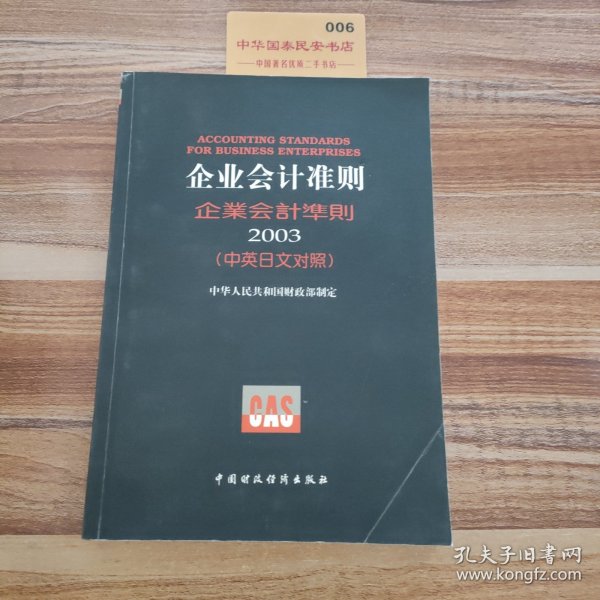 006
中华国泰民安书店
中国著名优质二手书店
ACCOUNTING STANDARDS
FOR BUSINESS ENTERPRISES
企业会计准则
企業会計準則
2003
（中英日文对照）
中华人民共和国财政部制定
CAS
中国财政经济出版社
孔夫子旧书网
www.kongfz.com